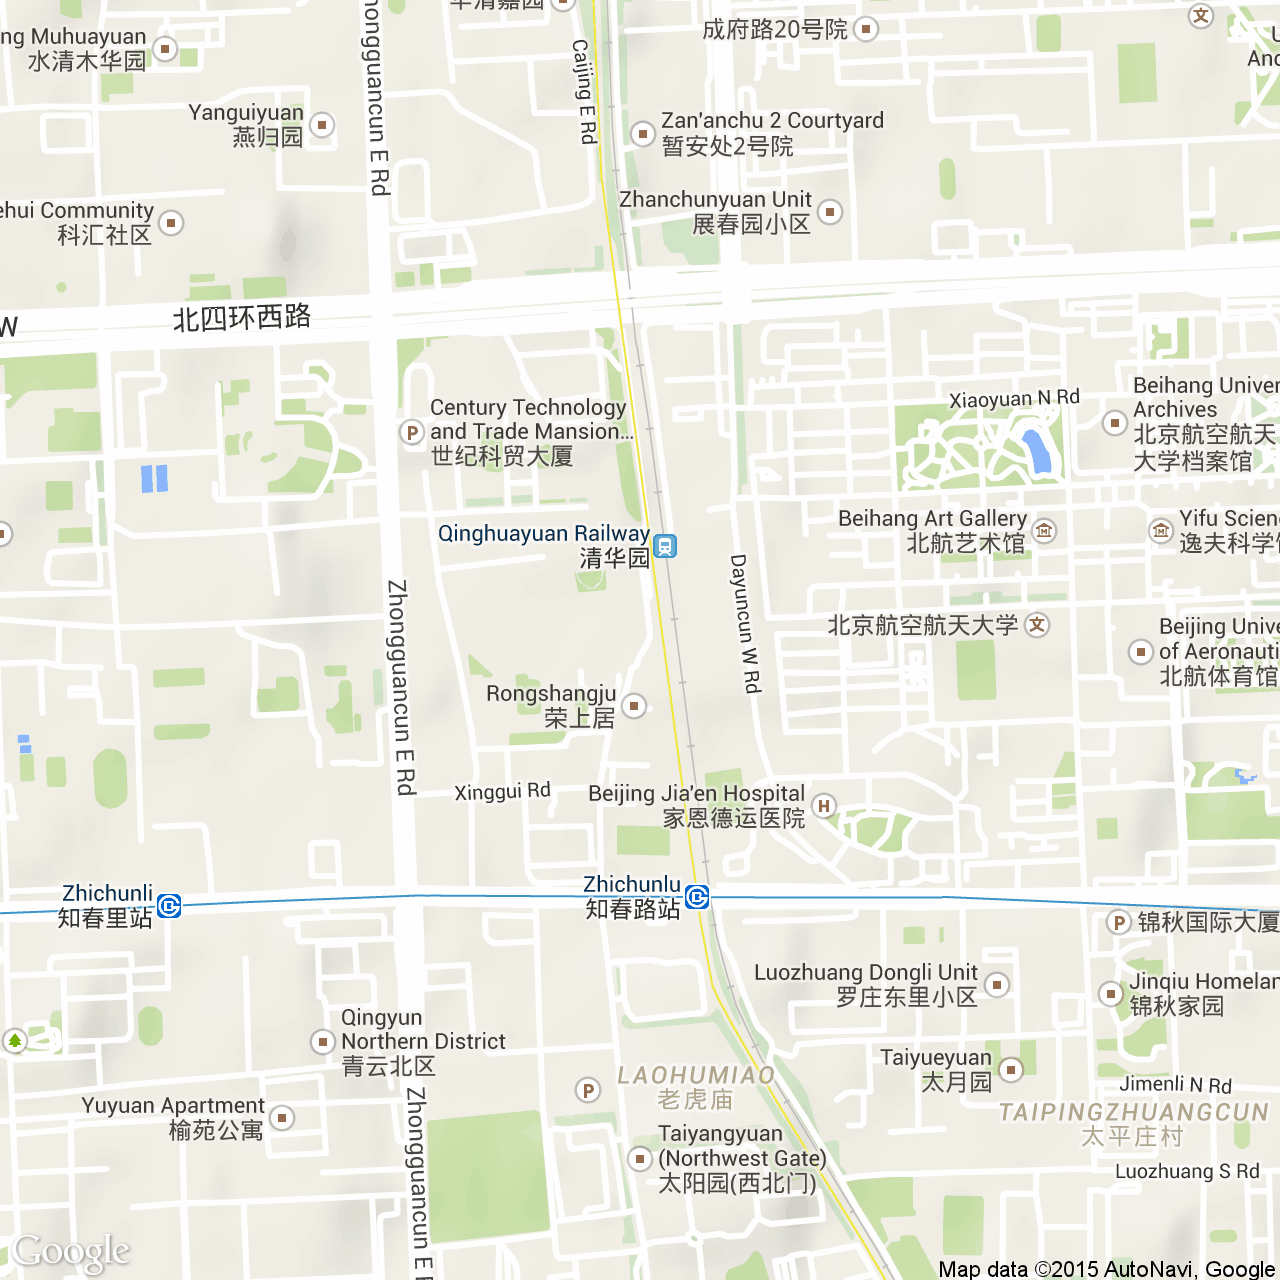 华清嘉园
ng Muhuayuan
水清木华园
Zhongguancun E Rd
Caijing E Rd
成府路20号院
文
U
And
Yanguiyuan
燕归园
Zan'anchu 2 Courtyard
暂安处2号院
ehui Community
科汇社区
Zhanchunyuan Unit
展春园小区
W
北四环西路
Century Technology
and Trade Mansion...
世纪科贸大厦
P
Xiaoyuan N Rd
Beihang Univer
Archives
北京航空航天
大学档案馆
Qinghuayuan Railway
清华园
Beihang Art Gallery
北航艺术馆
M
Yifu Scienc
逸夫科学馆
M
Zhongguancun E Rd
Dayuncun W Rd
北京航空航天大学
文
Beijing Unive
of Aeronauti
北航体育馆
Rongshangju
荣上居
Xinggui Rd
Beijing Jia'en Hospital
家恩德运医院
H
Zhichunli
知春里站
Zhichunlu
知春路站
P
锦秋国际大厦
Luozhuang Dongli Unit
罗庄东里小区
Jinqiu Homelan
锦秋家园
Qingyun
Northern District
青云北区
Taiyueyuan
太月园
LAOHUMIAO
老虎庙
P
Jimenli N Rd
Yuyuan Apartment
榆苑公寓
Zhongguancun E R
TAIPINGZHUANGCUN
太平庄村
Taiyangyuan
(Northwest Gate)
太阳园(西北门)
Luozhuang S Rd
Google
Map data ©2015 AutoNavi, Google